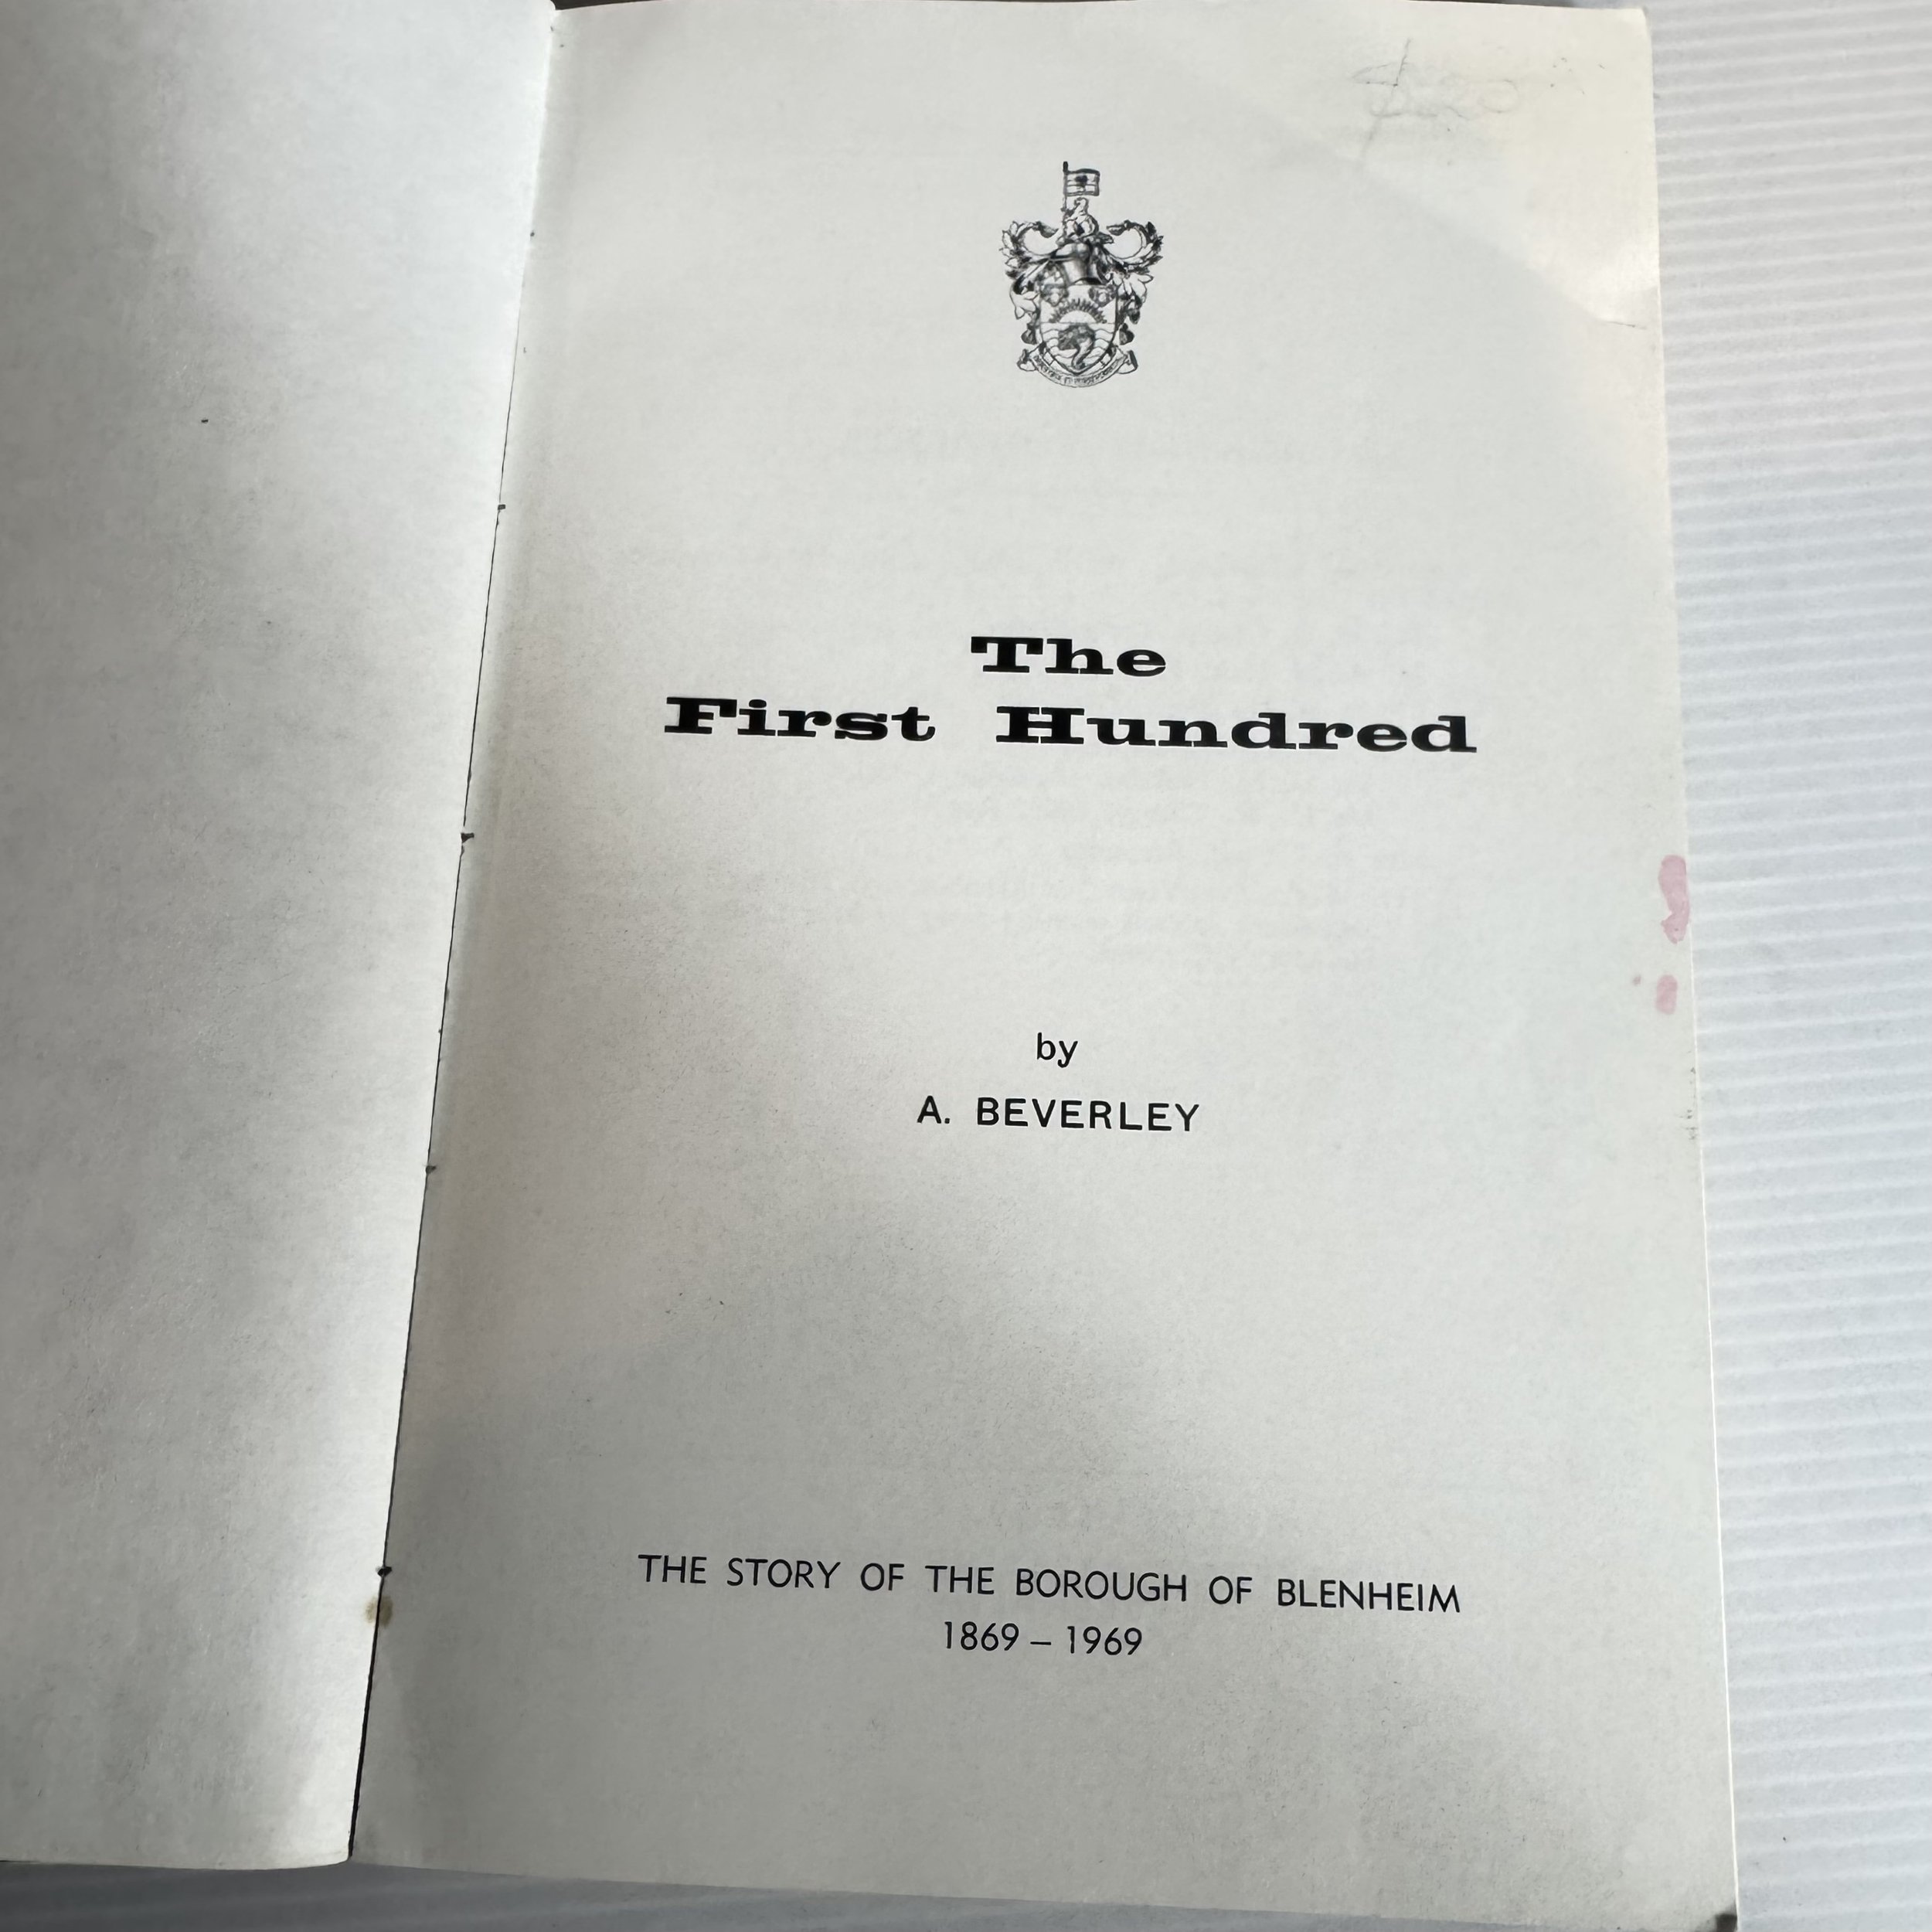 The
First Hundred
by
A. BEVERLEY
THE STORY OF THE BOROUGH OF BLENHEIM
1869 – 1969